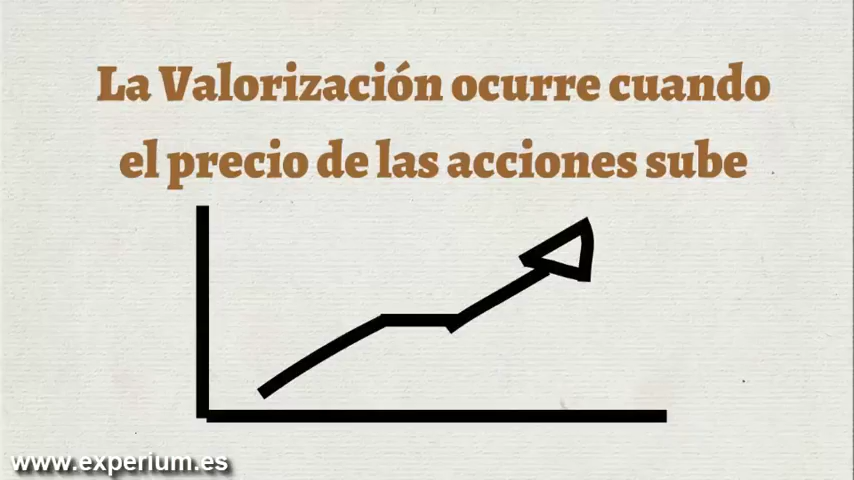 La Valorización ocurre cuando
el precio de las acciones sube
www.experium.es